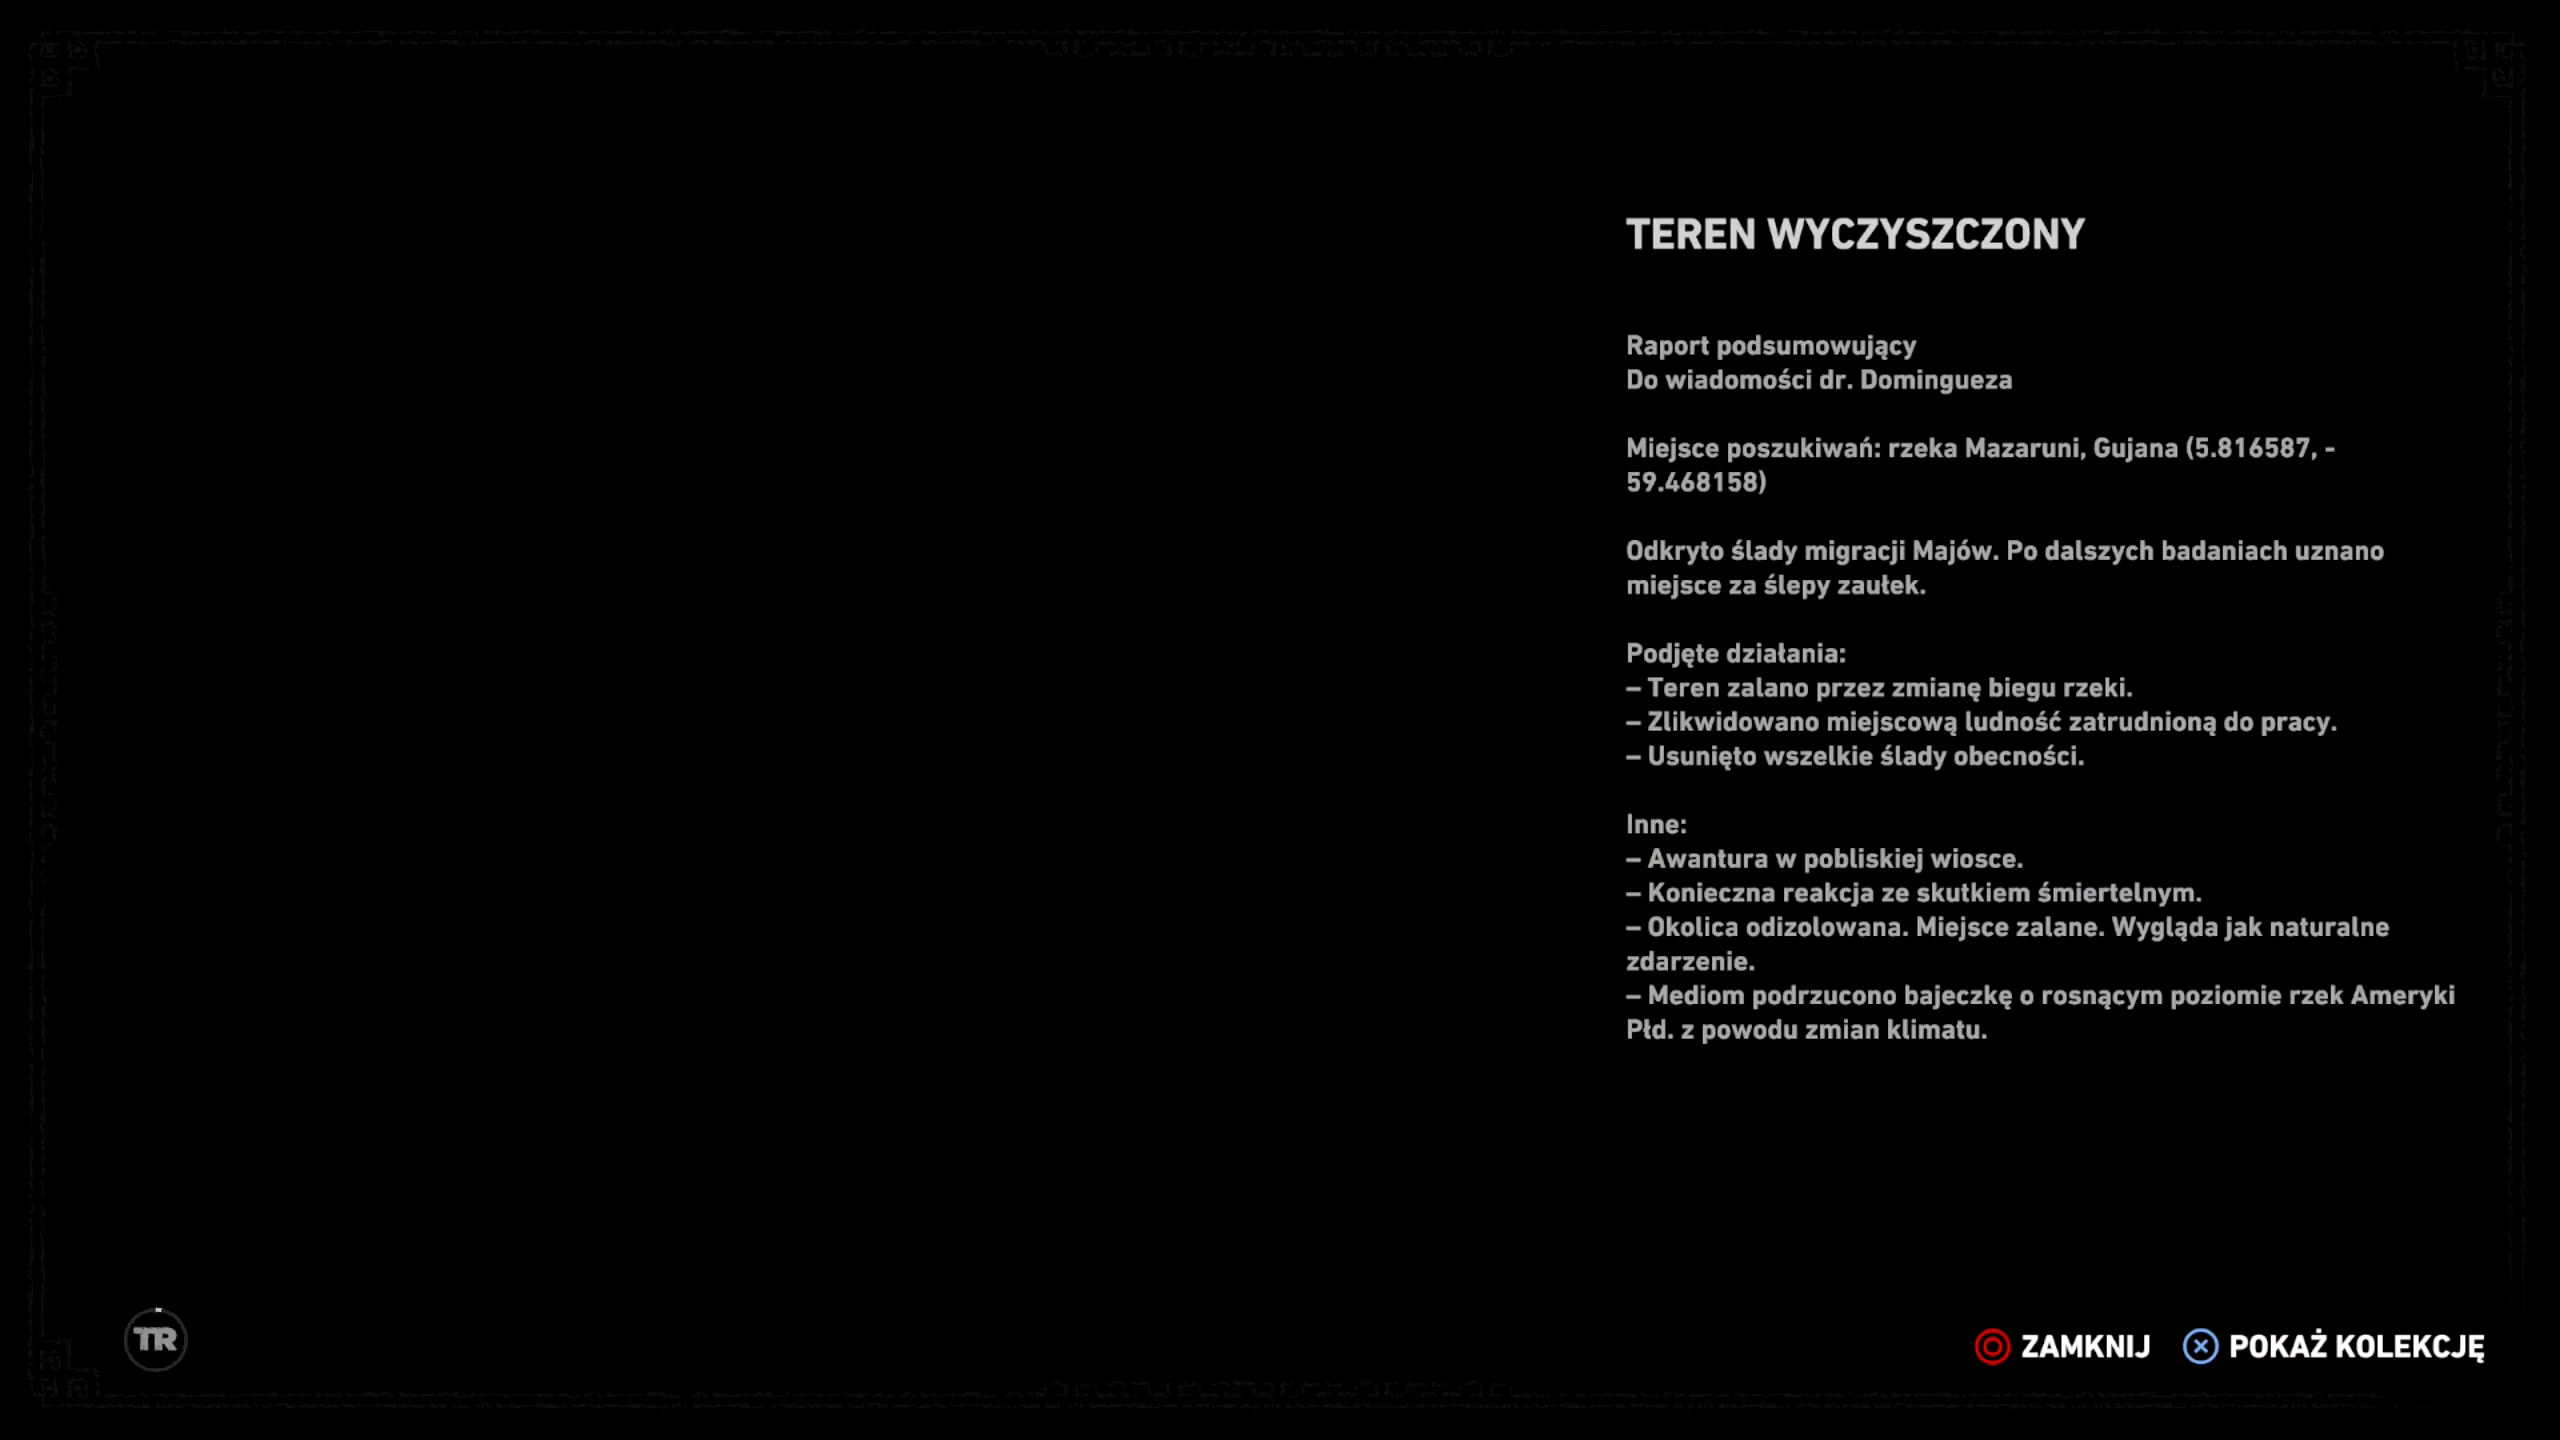 TEREN WYCZYSZCZONY
Raport podsumowujący
Do wiadomości dr. Domingueza
Miejsce poszukiwań: rzeka Mazaruni, Gujana (5.816587, -
59.468158)
Odkryto ślady migracji Majów. Po dalszych badaniach uznano
miejsce za ślepy zaułek.
Podjęte działania:
– Teren zalano przez zmianę biegu rzeki.
– Zlikwidowano miejscową ludność zatrudnioną do pracy.
– Usunięto wszelkie ślady obecności.
Inne:
– Awantura w pobliskiej wiosce.
– Konieczna reakcja ze skutkiem śmiertelnym.
– Okolica odizolowana. Miejsce zalane. Wygląda jak naturalne
zdarzenie.
– Mediom podrzucono bajeczkę o rosnącym poziomie rzek Ameryki
Płd. z powodu zmian klimatu.
TR
ZAMKNIJ
POKAŻ KOLEKCJĘ